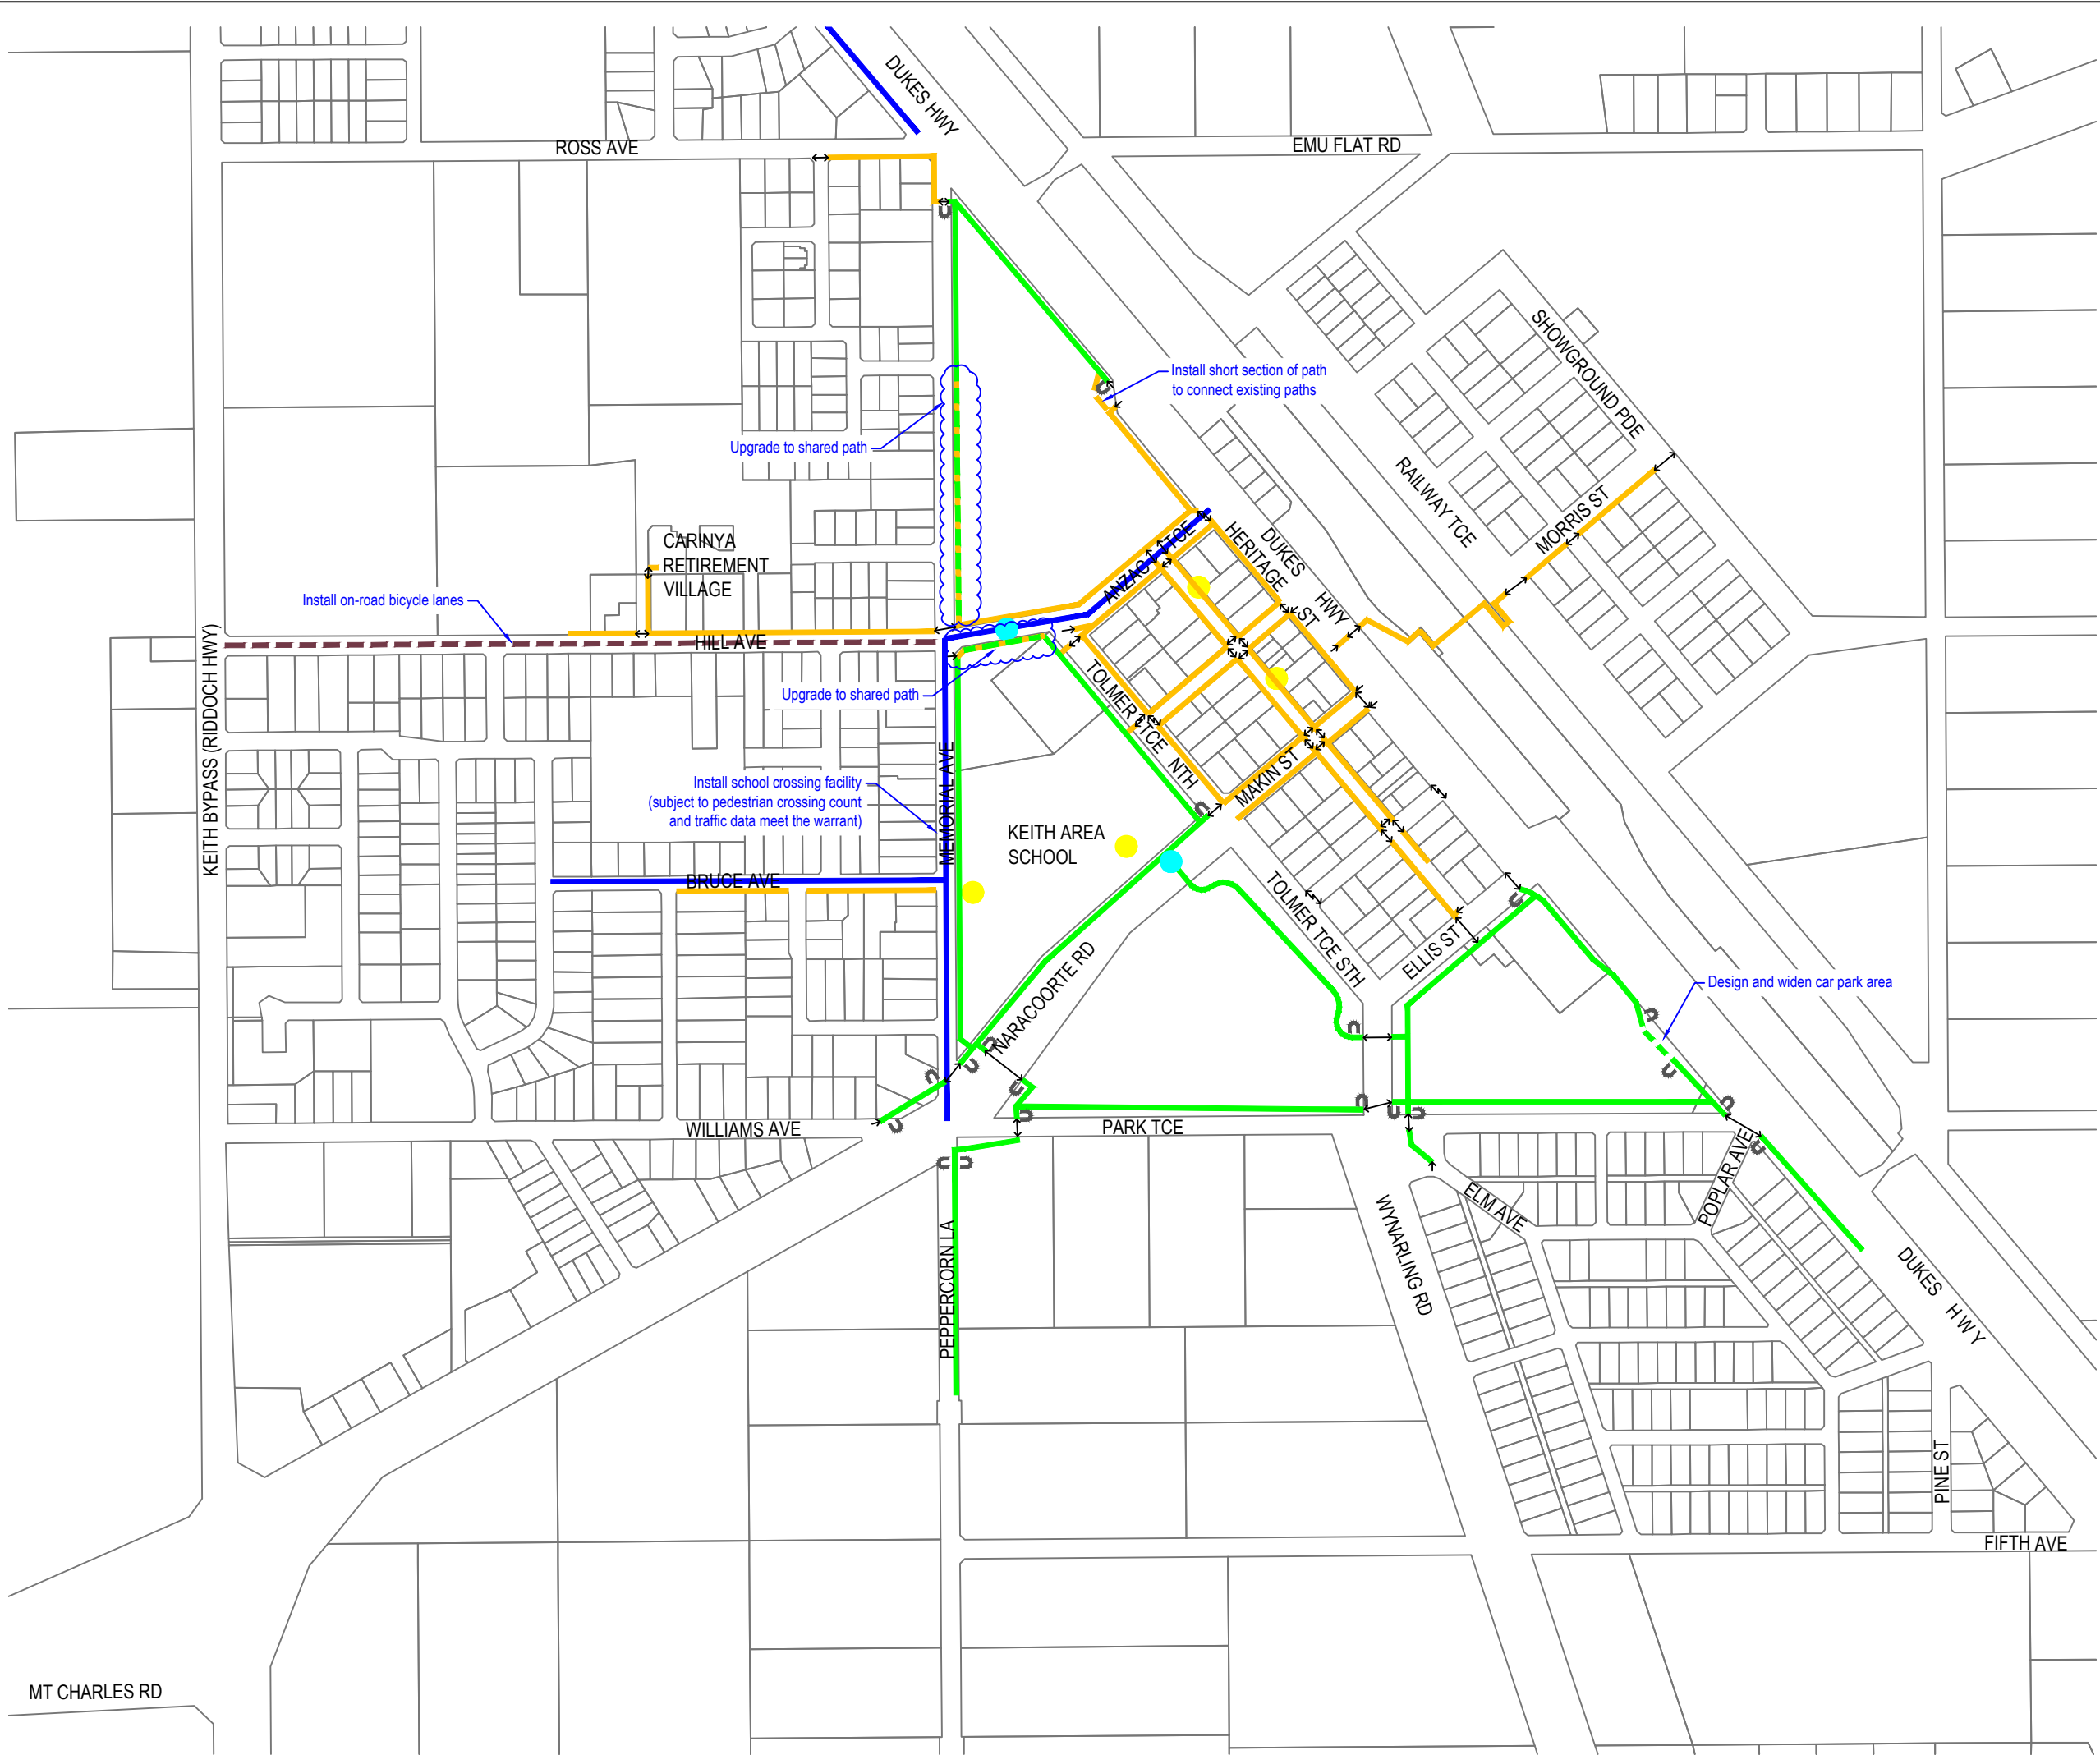 DUKES HWY
ROSS AVE
EMU FLAT RD
SHOWGROUND PDE
Install short section of path
to connect existing paths
Upgrade to shared path
RAILWAY TCE
MORRIS ST
CARINYA
RETIREMENT
VILLAGE
ANZAC TCE
HERITAGE ST
DUKES HWY
Install on-road bicycle lanes
HILL AVE
KEITH BYPASS (RIDDOCH HWY)
Upgrade to shared path
TOLMER TCE NTH
MAKIN ST
MEMORIAL AVE
Install school crossing facility
(subject to pedestrian crossing count
and traffic data meet the warrant)
KEITH AREA
SCHOOL
BRUCE AVE
TOLMER TCE STH
ELLIS ST
NARACOORTE RD
Design and widen car park area
WILLIAMS AVE
PARK TCE
POPLAR AVE
ELM AVE
WYNARLING RD
PEPPERCORN LA
DUKES HWY
PINE ST
FIFTH AVE
MT CHARLES RD